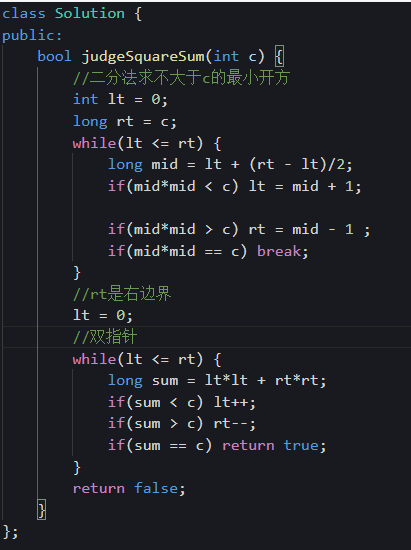 class Solution {
public:
    bool judgeSquareSum(int c) {
        //二分法求不大于c的最小开方
        int lt = 0;
        long rt = c;
        while(lt <= rt) {
            long mid = lt + (rt - lt)/2;
            if(mid*mid < c) lt = mid + 1;
            if(mid*mid > c) rt = mid - 1 ;
            if(mid*mid == c) break;
        }
        //rt是右边界
        lt = 0;
        //双指针
        while(lt <= rt) {
            long sum = lt*lt + rt*rt;
            if(sum < c) lt++;
            if(sum > c) rt--;
            if(sum == c) return true;
        }
        return false;
    }
};